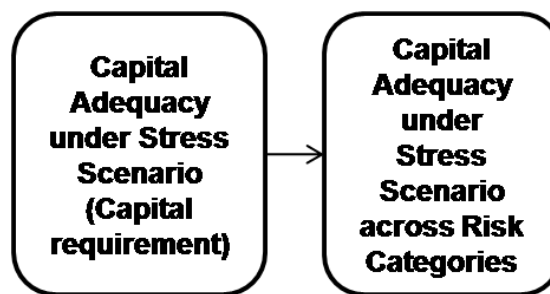 Capital
Adequacy
under Stress
Scenario
(Capital
requirement)
Capital
Adequacy
under
Stress
Scenario
across Risk
Categories